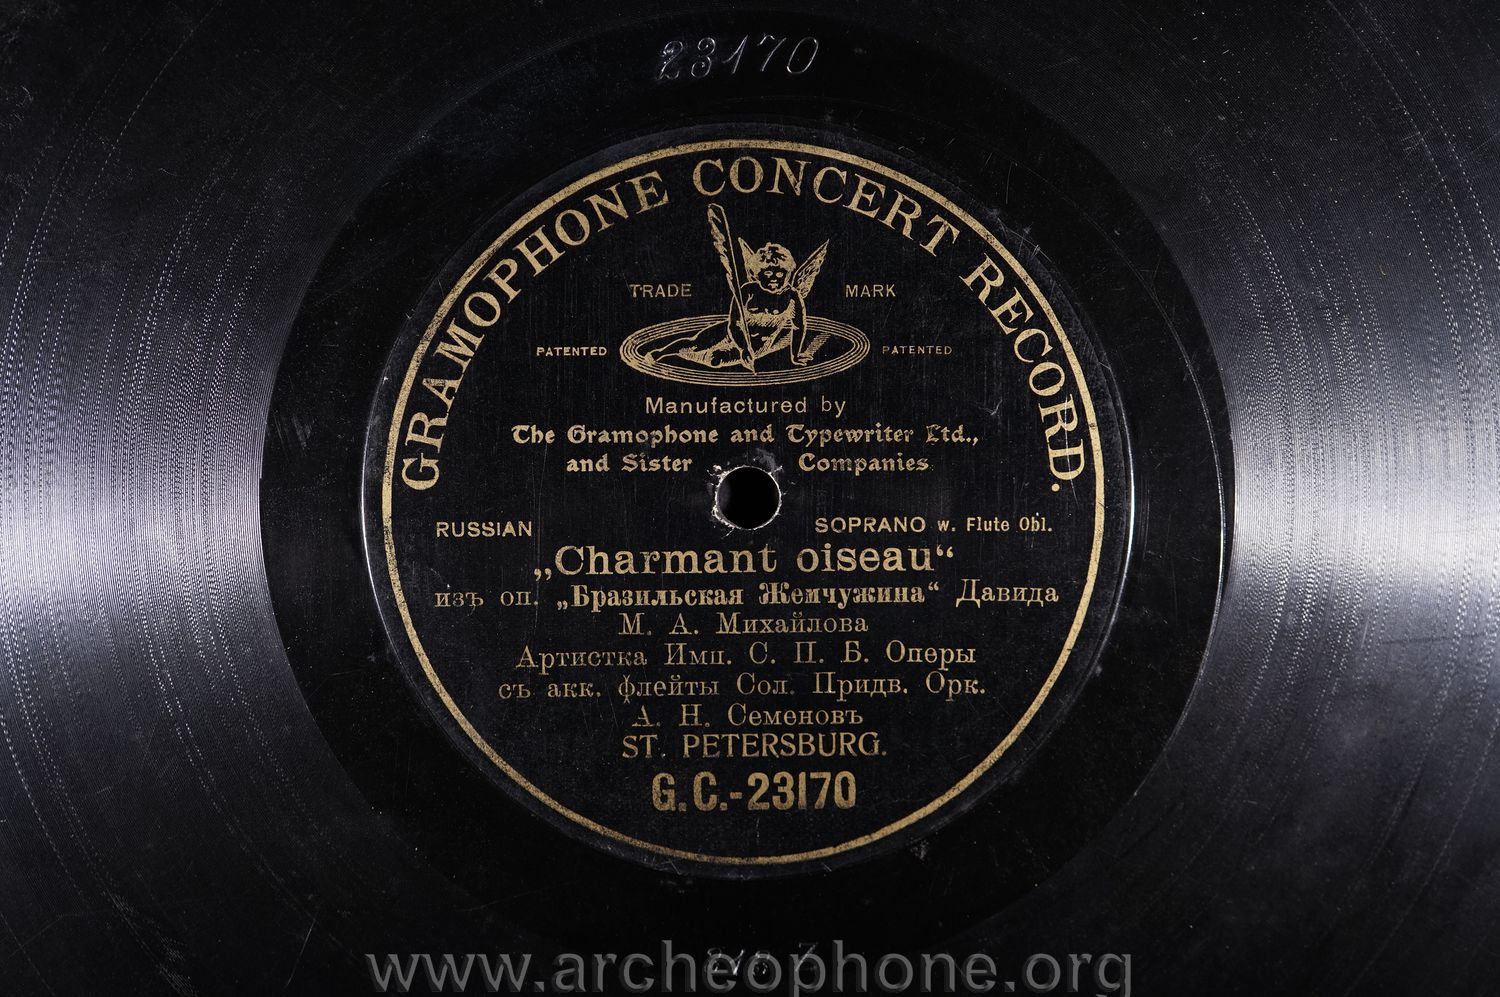 23170
GRAMOPHONE CONCERT RECORD.
TRADE MARK
PATENTED PATENTED
Manufactured by
The Gramophone and Typewriter Ltd.,
and Sister Companies
RUSSIAN SOPRANO w. Flute Obl.
„Charmant oiseau“
изъ оп. „Бразильская Жемчужина“ Давида
М. А. Михайлова
Артистка Имп. С. П. Б. Оперы
съ акк. флейты Сол. Придв. Орк.
А. Н. Семеновъ
ST. PETERSBURG.
G.C.-23170
www.archeophone.org